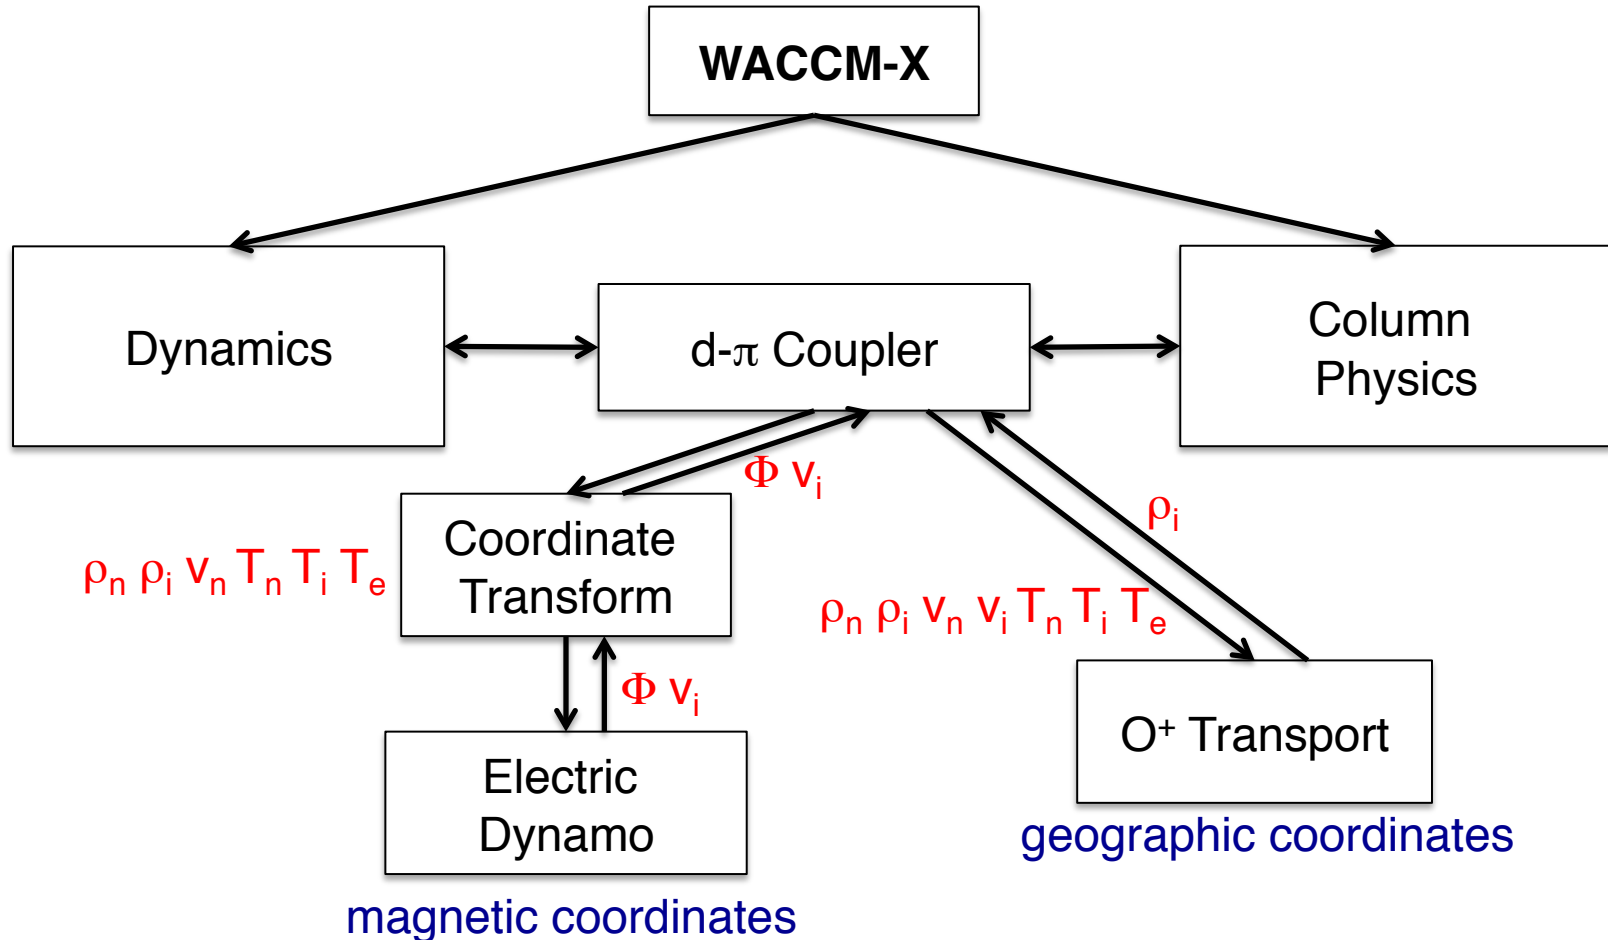 WACCM-X
Dynamics
d-π Coupler
Column
Physics
Φ vᵢ
ρᵢ
Coordinate
Transform
ρₙ ρᵢ vₙ Tₙ Tᵢ Tₑ
ρₙ ρᵢ vₙ vᵢ Tₙ Tᵢ Tₑ
Φ vᵢ
O⁺ Transport
Electric
Dynamo
geographic coordinates
magnetic coordinates